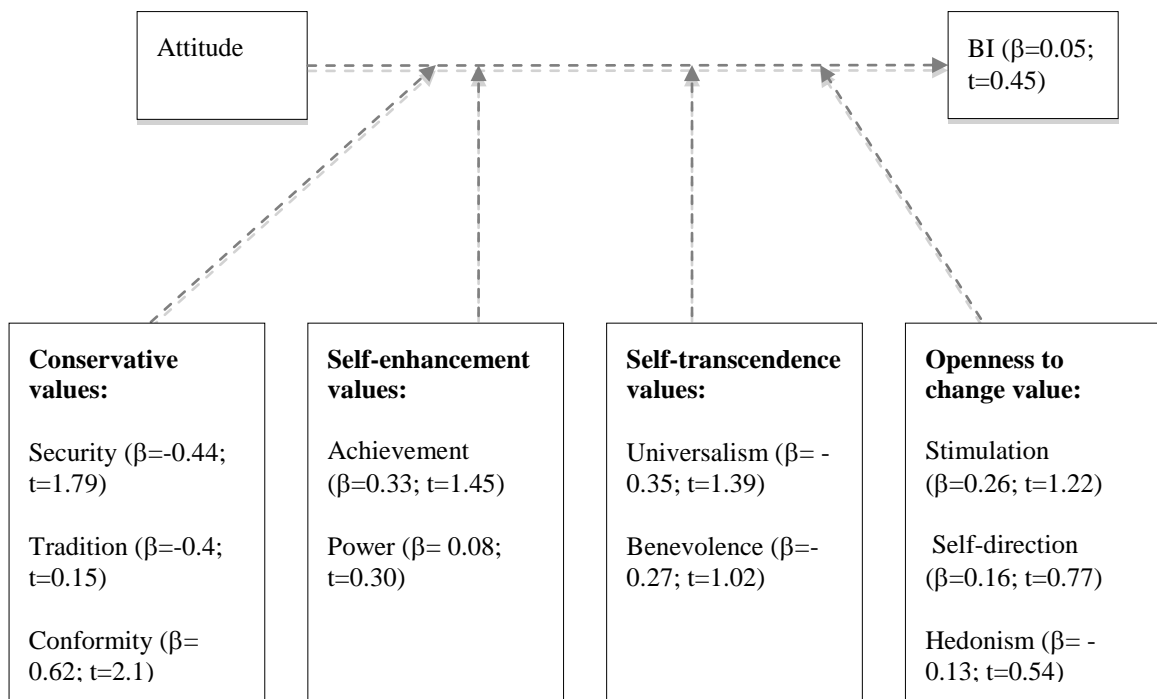 Attitude
BI (β=0.05;
t=0.45)
Conservative
values:
Security (β=-0.44;
t=1.79)
Tradition (β=-0.4;
t=0.15)
Conformity (β=
0.62; t=2.1)
Self-enhancement
values:
Achievement
(β=0.33; t=1.45)
Power (β= 0.08;
t=0.30)
Self-transcendence
values:
Universalism (β= -
0.35; t=1.39)
Benevolence (β=-
0.27; t=1.02)
Openness to
change value:
Stimulation
(β=0.26; t=1.22)
Self-direction
(β=0.16; t=0.77)
Hedonism (β= -
0.13; t=0.54)